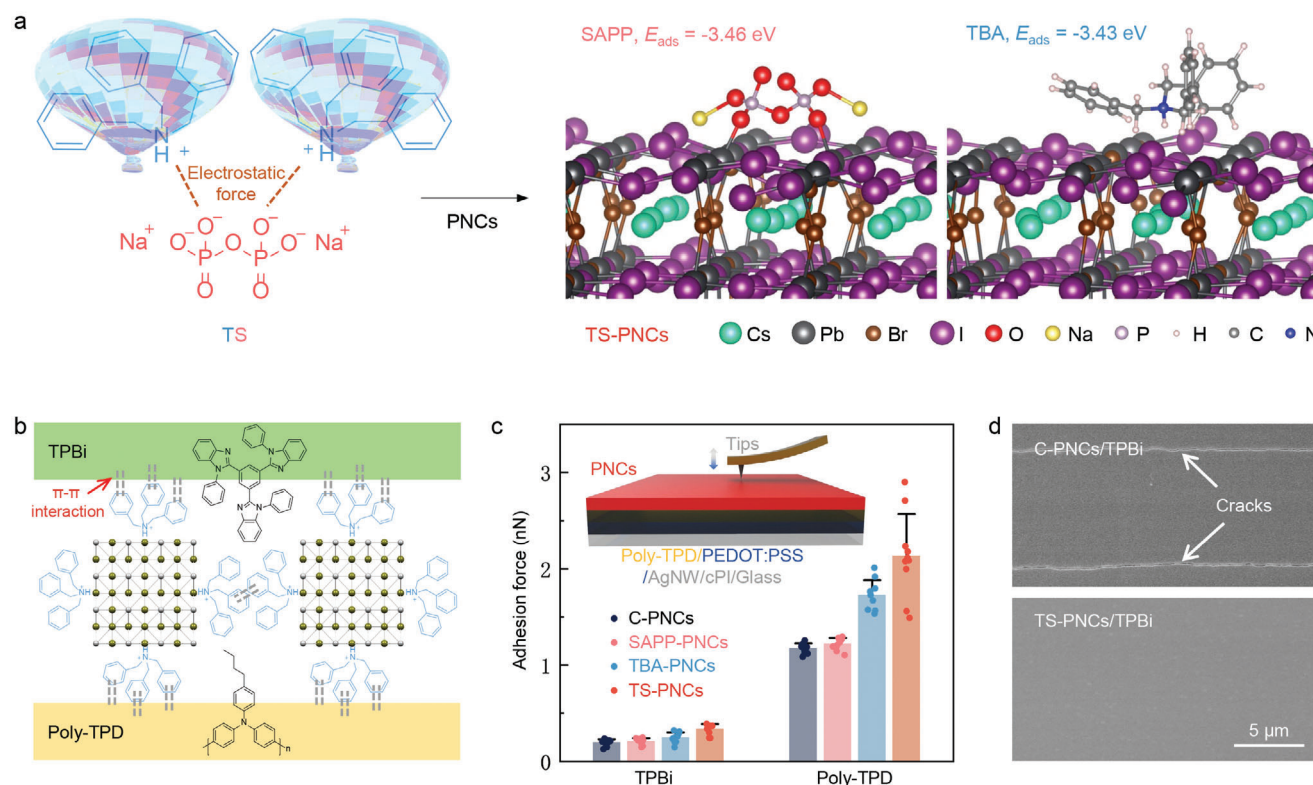 a
SAPP, Eads = -3.46 eV
TBA, Eads = -3.43 eV
N
H
+
N
H
+
Electrostatic
force
Na+ O− O− O− O− Na+
P O P
O O
PNCs
TS
TS-PNCs Cs Pb Br I O Na P H C N
b
TPBi
π-π
interaction
N
N
N
N
N
N
NH
+
NH
+
NH
+
NH
+
N
H
+
N
H
+
N
+
H
N
+
H
Poly-TPD
N
n
c
Adhesion force (nN)
3
2
1
0
Tips
PNCs
Poly-TPD/PEDOT:PSS
/AgNW/cPI/Glass
C-PNCs
SAPP-PNCs
TBA-PNCs
TS-PNCs
TPBi
Poly-TPD
d
C-PNCs/TPBi
Cracks
TS-PNCs/TPBi
5 μm